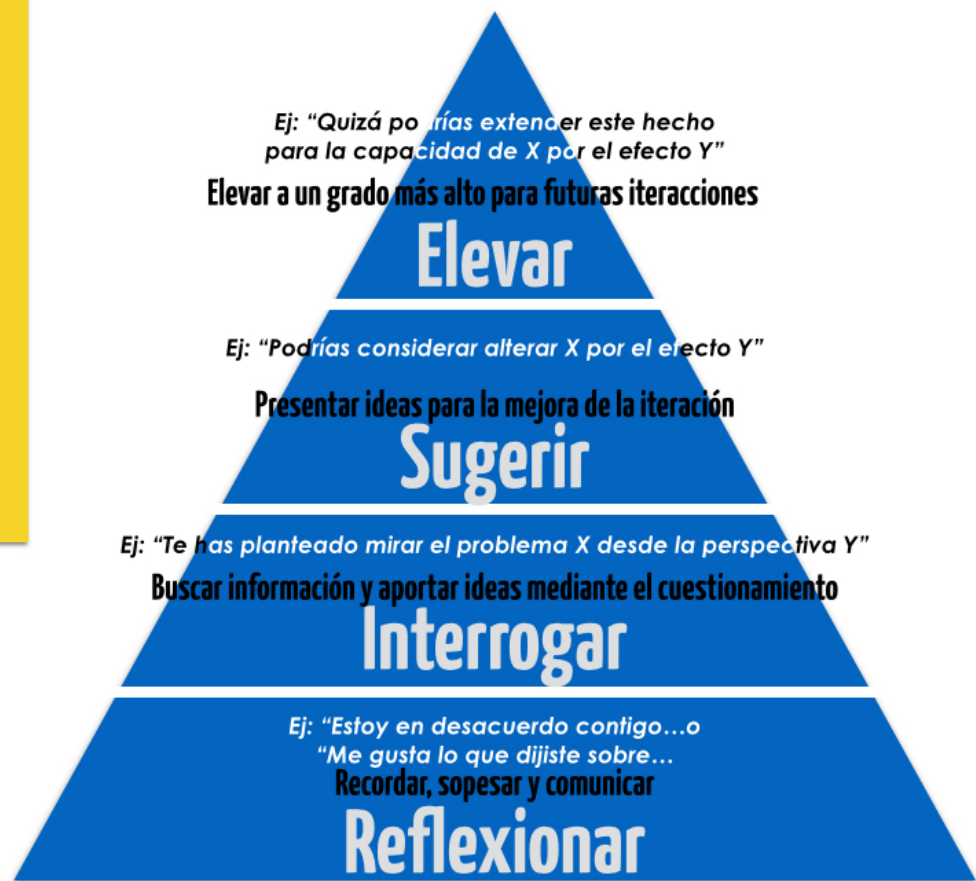 Ej: “Quizá podrías extender este hecho
para la capacidad de X por el efecto Y”
Elevar a un grado más alto para futuras iteracciones
Elevar
Ej: “Podrías considerar alterar X por el efecto Y”
Presentar ideas para la mejora de la iteración
Sugerir
Ej: “Te has planteado mirar el problema X desde la perspectiva Y”
Buscar información y aportar ideas mediante el cuestionamiento
Interrogar
Ej: “Estoy en desacuerdo contigo...o
“Me gusta lo que dijiste sobre...
Recordar, sopesar y comunicar
Reflexionar